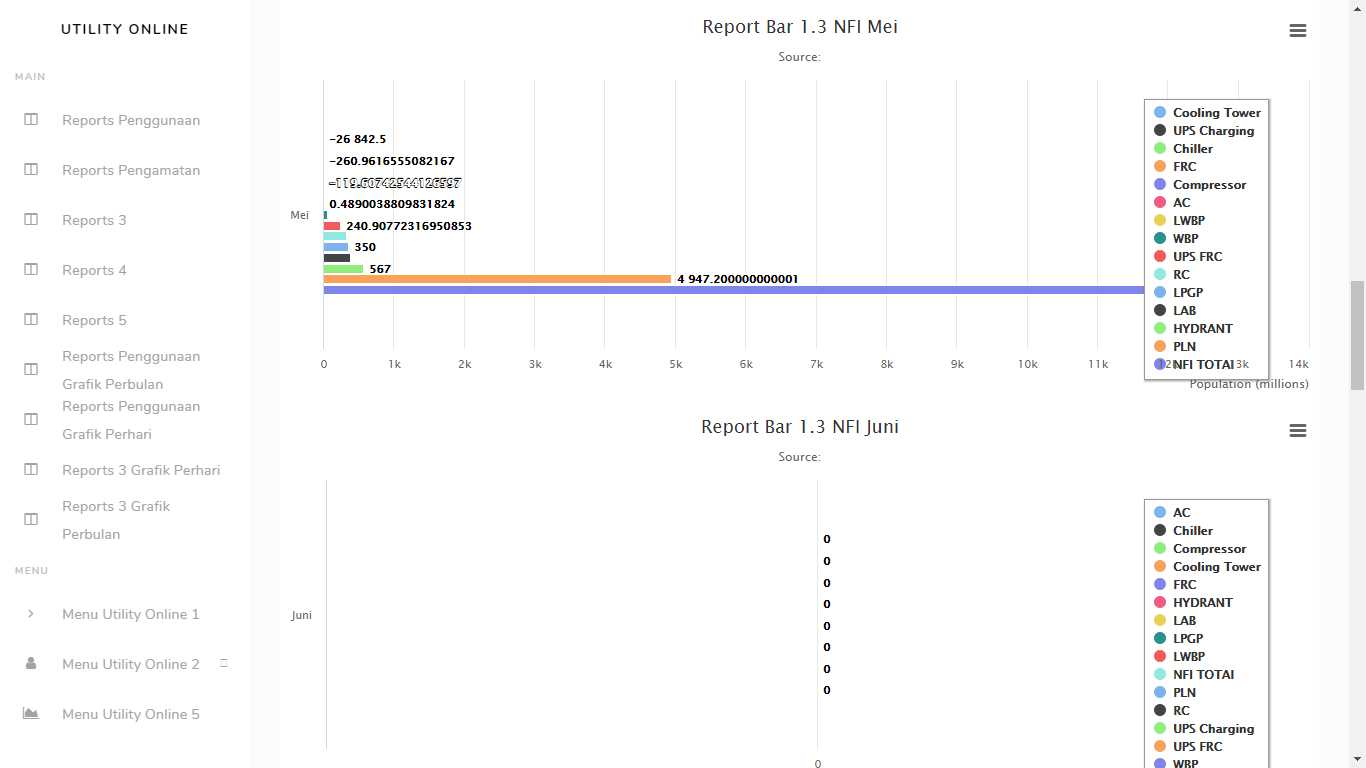 UTILITY ONLINE
MAIN
Reports Penggunaan
Reports Pengamatan
Reports 3
Reports 4
Reports 5
Reports Penggunaan
Grafik Perbulan
Reports Penggunaan
Grafik Perhari
Reports 3 Grafik Perhari
Reports 3 Grafik
Perbulan
MENU
Menu Utility Online 1
Menu Utility Online 2
Menu Utility Online 5
Report Bar 1.3 NFI Mei
Source:
−26 842.5
−260.9616555082167
−119.60742544126597
0.4890038809831824
Mei
240.90772316950853
350
567
4 947.200000000001
Cooling Tower
UPS Charging
Chiller
FRC
Compressor
AC
LWBP
WBP
UPS FRC
RC
LPGP
LAB
HYDRANT
PLN
NFI TOTAl
0 1k 2k 3k 4k 5k 6k 7k 8k 9k 10k 11k 12k 13k 14k
Population (millions)
Report Bar 1.3 NFI Juni
Source:
0
0
0
0
0
0
0
0
Juni
AC
Chiller
Compressor
Cooling Tower
FRC
HYDRANT
LAB
LPGP
LWBP
NFI TOTAl
PLN
RC
UPS Charging
UPS FRC
WBP
0